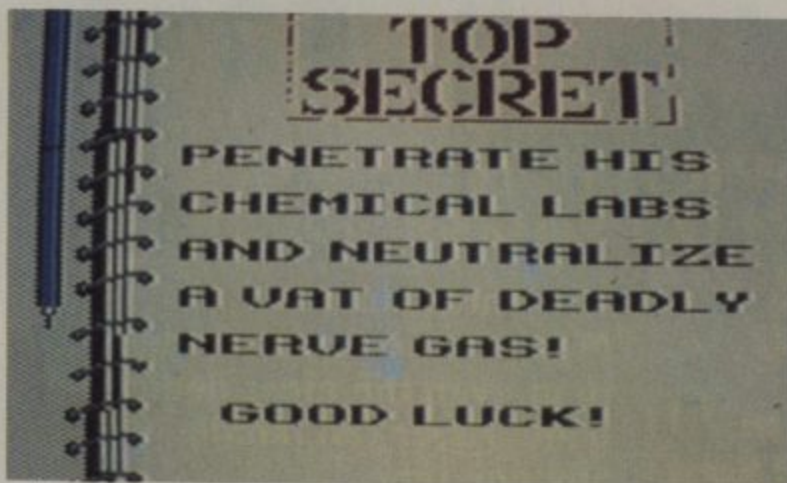 TOP
SECRET
PENETRATE HIS
CHEMICAL LABS
AND NEUTRALIZE
A VAT OF DEADLY
NERVE GAS!
GOOD LUCK!